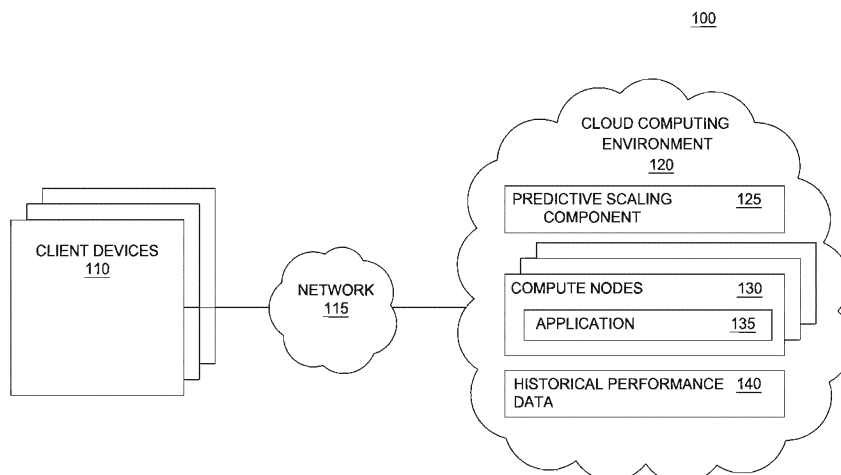 100
CLOUD COMPUTING
ENVIRONMENT
120
PREDICTIVE SCALING 125
COMPONENT
CLIENT DEVICES
110
NETWORK
115
COMPUTE NODES 130
APPLICATION 135
HISTORICAL PERFORMANCE 140
DATA